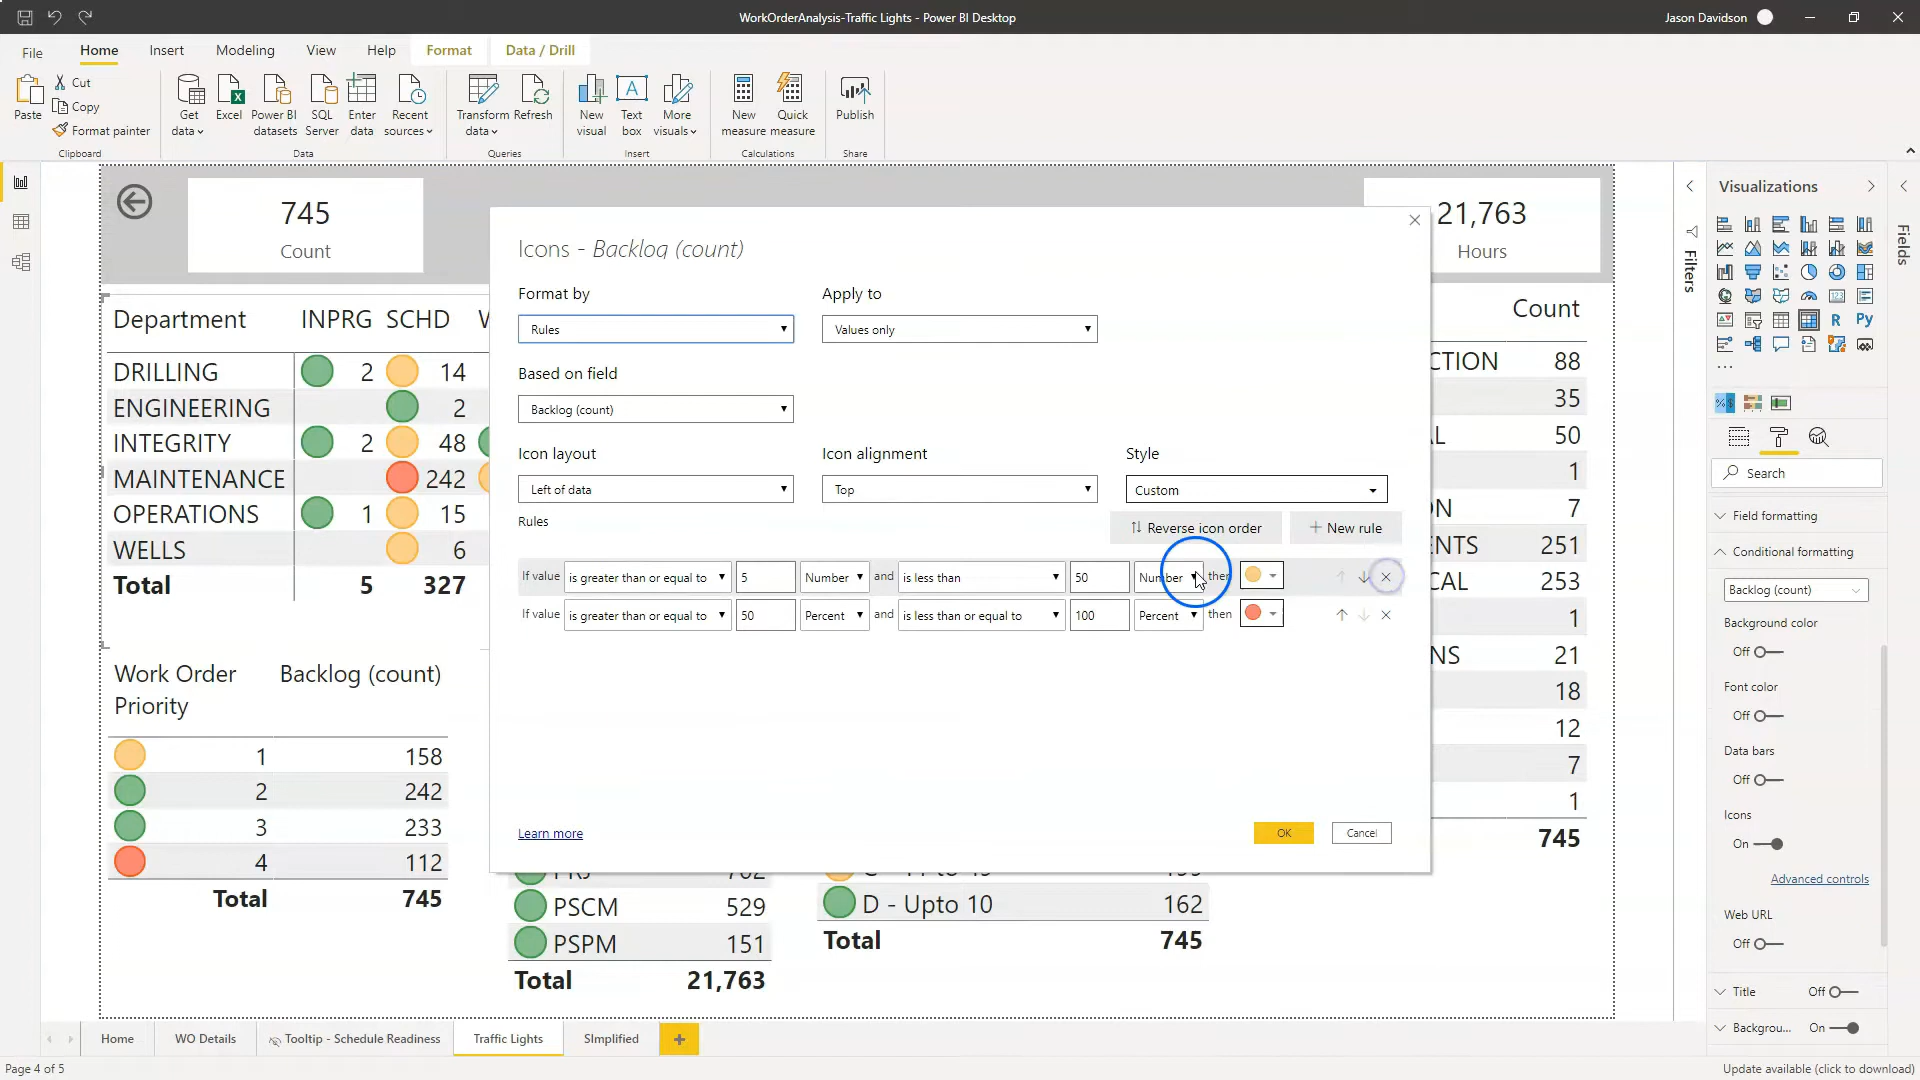 WorkOrderAnalysis-Traffic Lights - Power BI Desktop
Jason Davidson
File
Home
Insert
Modeling
View
Help
Format
Data / Drill
Paste
Cut
Copy
Format painter
Clipboard
Get data
Excel
Power BI datasets
SQL Server
Enter data
Recent sources
Data
Transform data
Refresh
Queries
New visual
Text box
More visuals
Insert
New measure
Quick measure
Calculations
Publish
Share
745
Count
21,763
Hours
Department INPRG SCHD
DRILLING 2 14
ENGINEERING 2
INTEGRITY 2 48
MAINTENANCE 242
OPERATIONS 1 15
WELLS 6
Total 5 327
Work Order Priority Backlog (count)
1 158
2 242
3 233
4 112
Total 745
Icons - Backlog (count)
Format by
Rules
Apply to
Values only
Based on field
Backlog (count)
Icon layout
Left of data
Icon alignment
Top
Style
Custom
Rules
Reverse icon order
New rule
If value is greater than or equal to 5 Number and is less than 50 Number then
If value is greater than or equal to 50 Percent and is less than or equal to 100 Percent then
Learn more
OK
Cancel
PSCM 529
PSPM 151
Total 21,763
D - Upto 10 162
Total 745
Count
CTION 88
35
50
1
ON 7
ENTS 251
CAL 253
1
NS 21
18
12
7
1
745
Filters
Visualizations
Fields
R
Py
Search
Field formatting
Conditional formatting
Backlog (count)
Background color
Off
Font color
Off
Data bars
Off
Icons
On
Advanced controls
Web URL
Off
Title Off
Backgrou... On
Home
WO Details
Tooltip - Schedule Readiness
Traffic Lights
SImplified
Page 4 of 5
Update available (click to download)